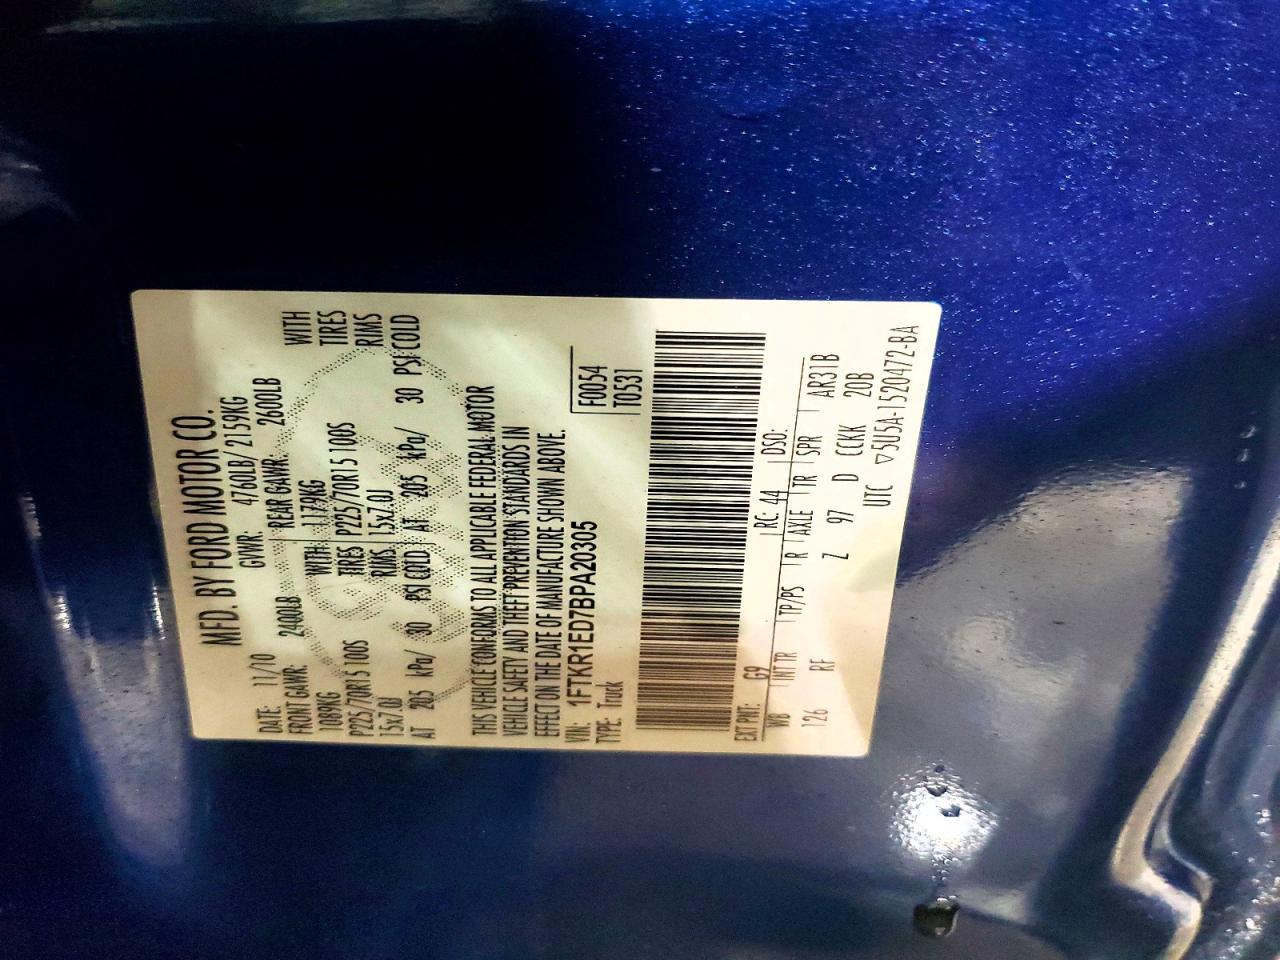 MFD. BY FORD MOTOR CO.
DATE: 11/10 GVWR: 4760LB/ 2159KG
FRONT GAWR: 2400LB REAR GAWR: 2600LB
1089KG WITH 1179KG WITH
P225/70R15 100S TIRES P225/70R15 100S TIRES
15x7.0J RIMS 15x7.0J RIMS
AT 205 kPa/ 30 PSI COLD AT 205 kPa/ 30 PSI COLD
THIS VEHICLE CONFORMS TO ALL APPLICABLE FEDERAL MOTOR
VEHICLE SAFETY AND THEFT PREVENTION STANDARDS IN
EFFECT ON THE DATE OF MANUFACTURE SHOWN ABOVE.
VIN: 1FTKR1ED7BPA20305 F0054
TYPE: Truck T0531
EXT PNT: G9 RC: 44 DSO:
WB INT TR TP/PS R AXLE TR SPR AR31B
126 RF Z 97 D CCKK 20B
UTC ▽5U5A-1520472-BA